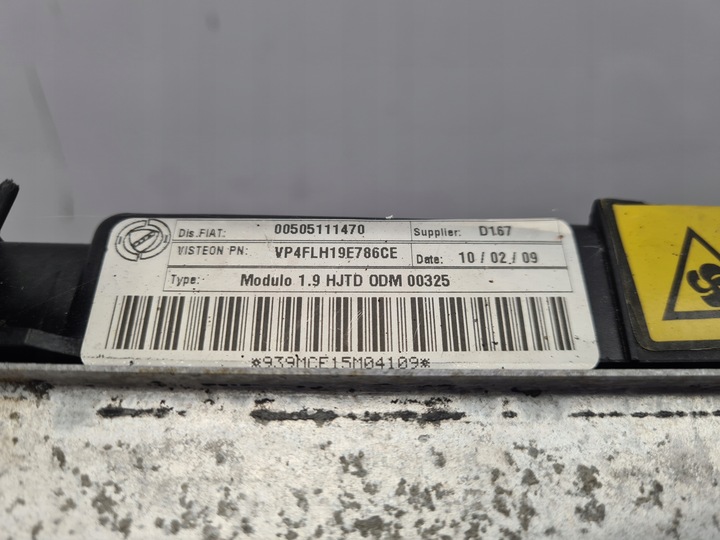 Dis.FIAT: 00505111470 Supplier: D167
VISTEON PN: VP4FLH19E786CE Date: 10 / 02 / 09
Type: Modulo 1.9 HJTD ODM 00325
*939MCE15M04109*